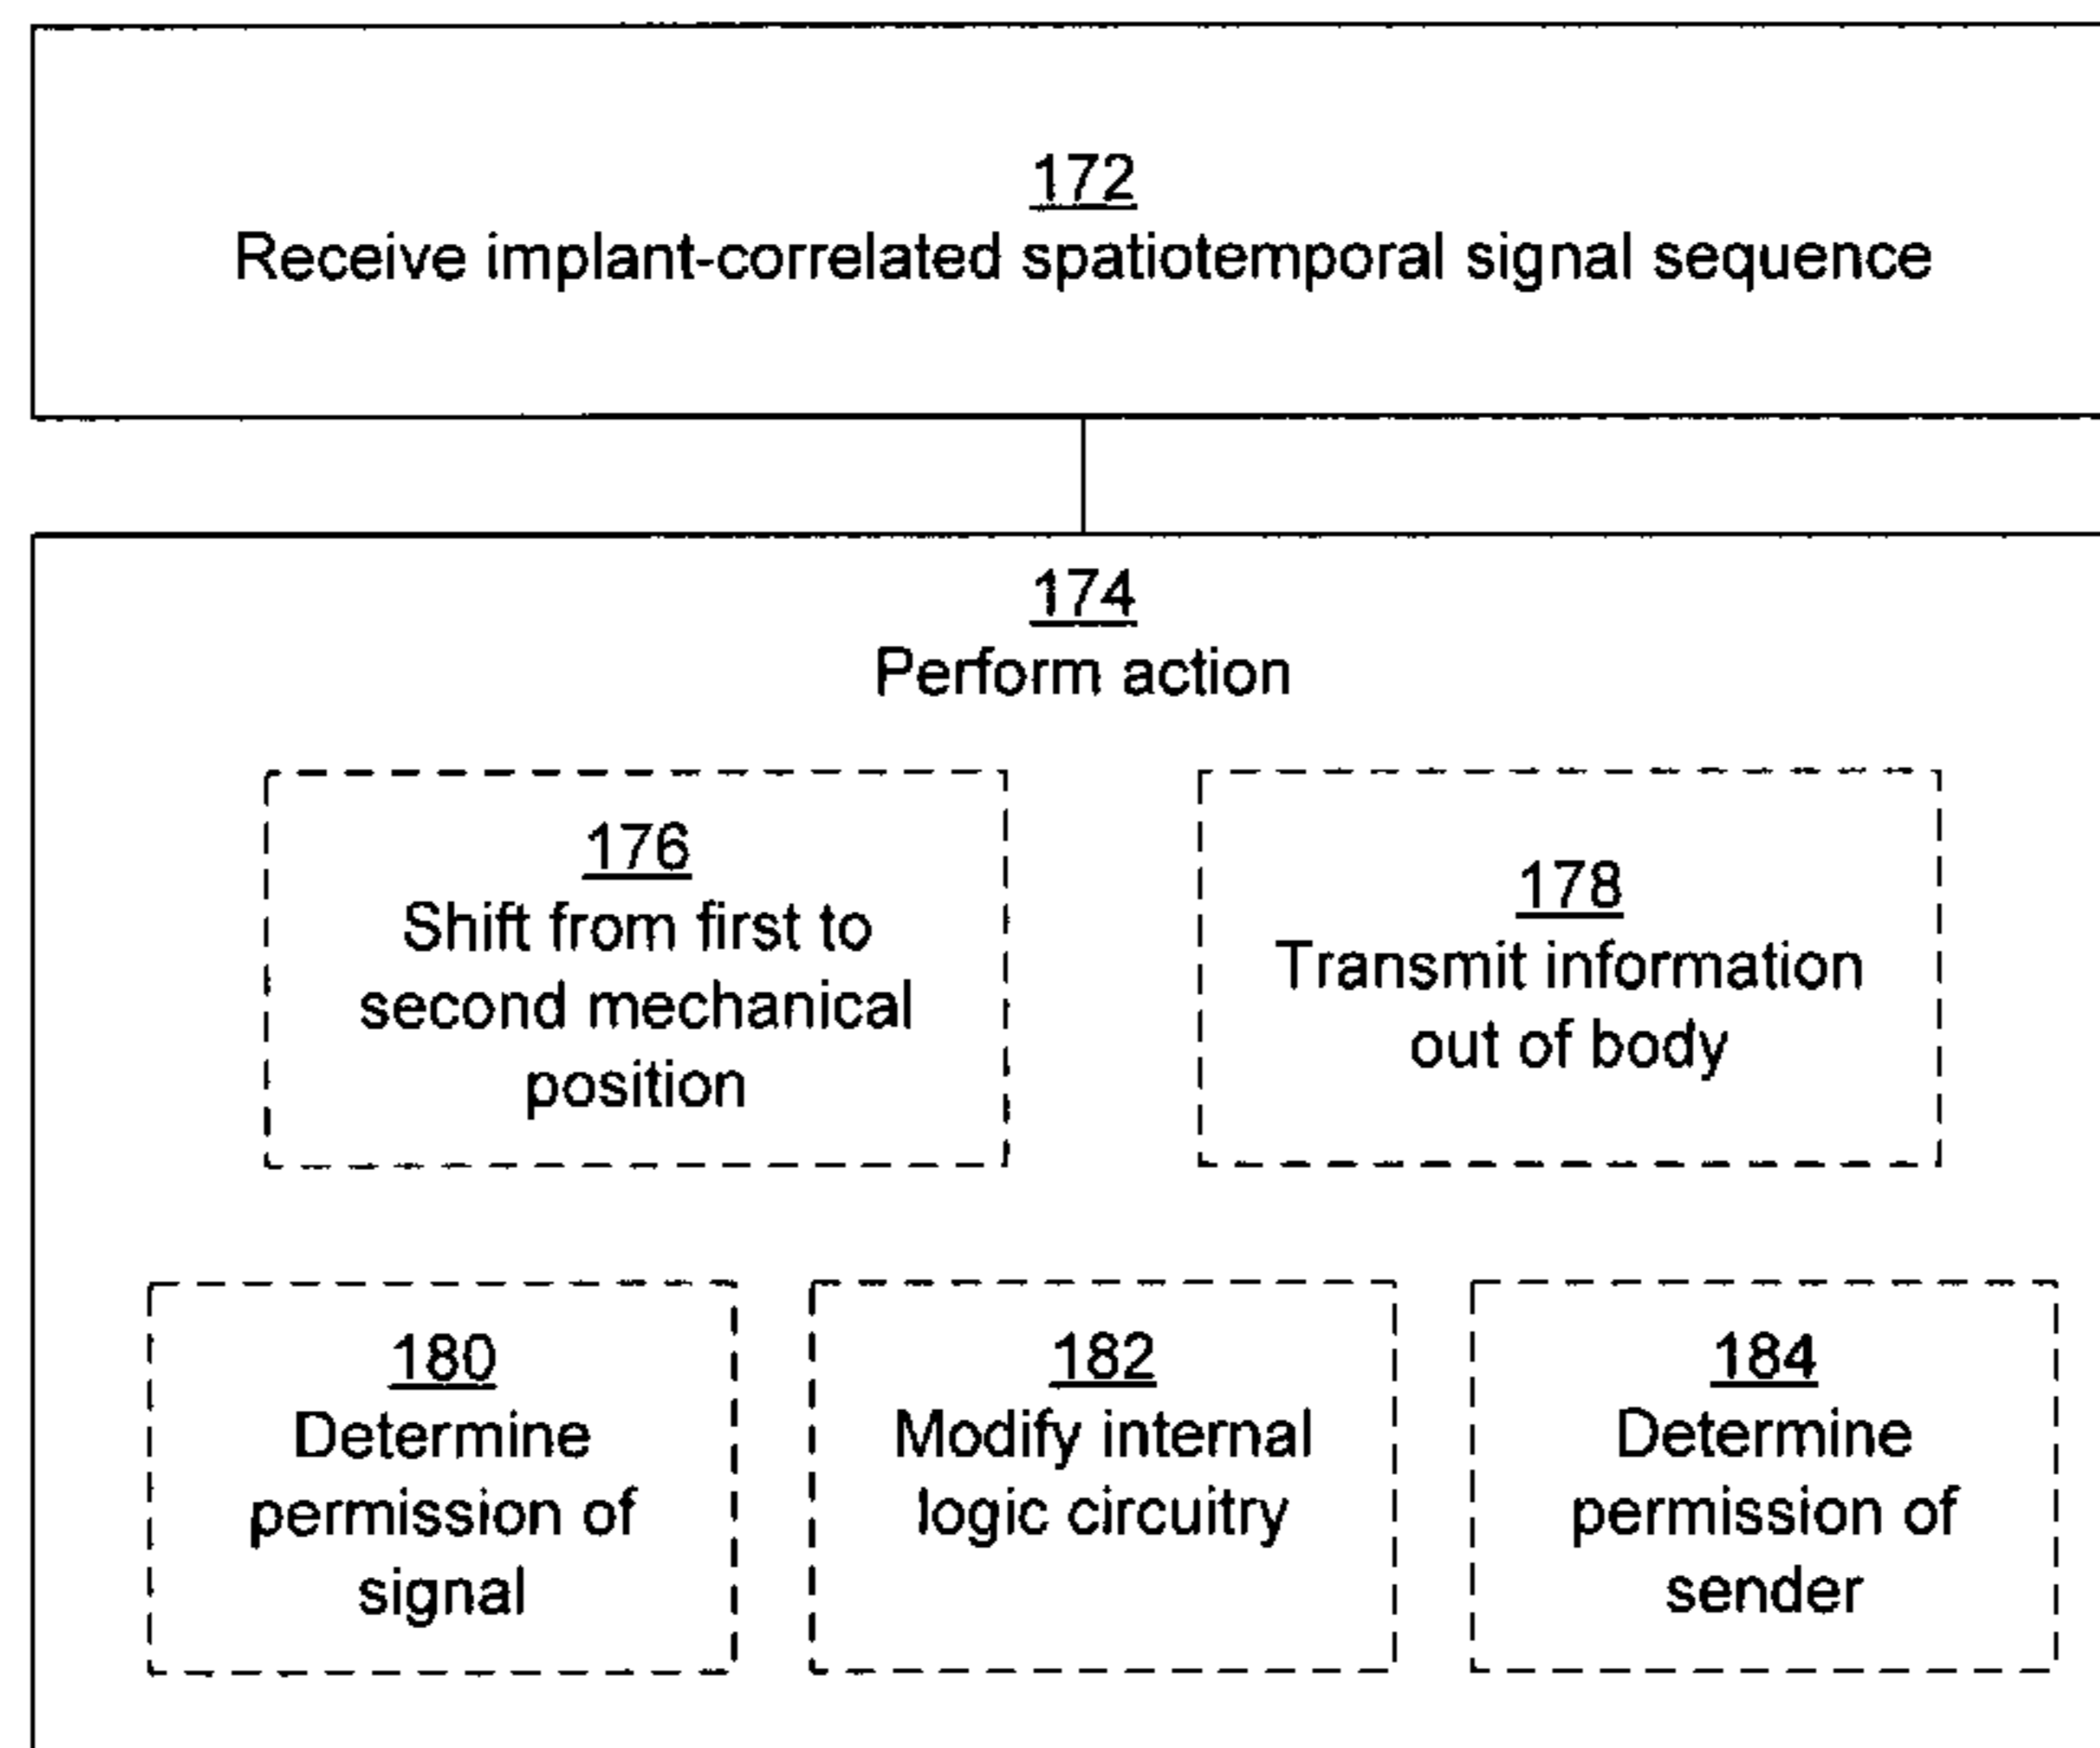 172
Receive implant-correlated spatiotemporal signal sequence
174
Perform action
176
Shift from first to
second mechanical
position
178
Transmit information
out of body
180
Determine
permission of
signal
182
Modify internal
logic circuitry
184
Determine
permission of
sender